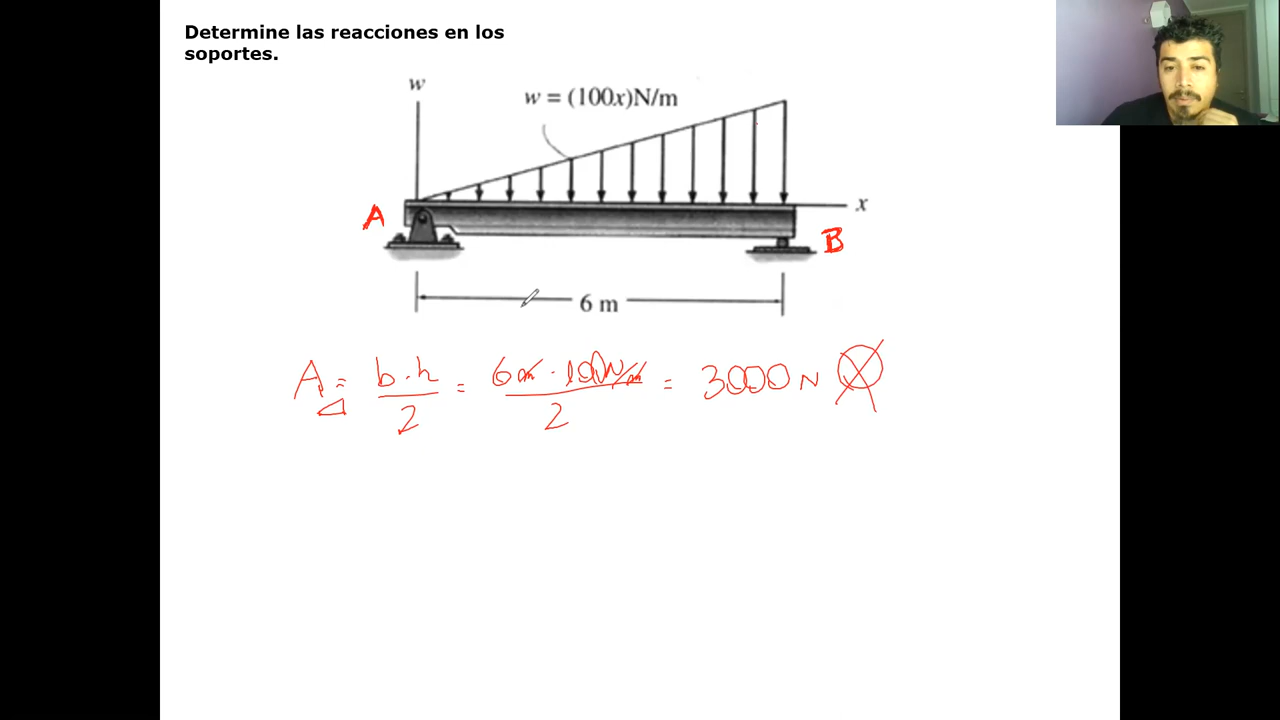 Determine las reacciones en los
soportes.
w
w = (100x)N/m
A
x
B
6 m
A = b·h/2 = 6m · 100N/m / 2 = 3000 N